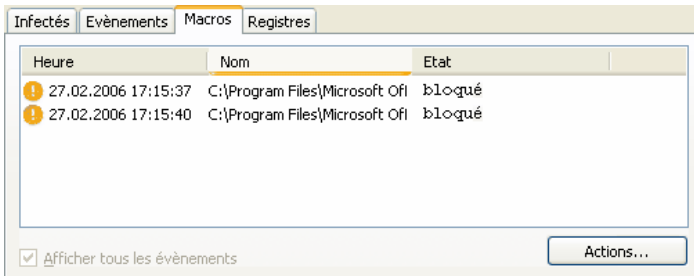 Infectés Evènements Macros Registres
Heure Nom Etat
27.02.2006 17:15:37 C:\Program Files\Microsoft Ofl bloqué
27.02.2006 17:15:40 C:\Program Files\Microsoft Ofl bloqué
Afficher tous les évènements Actions...